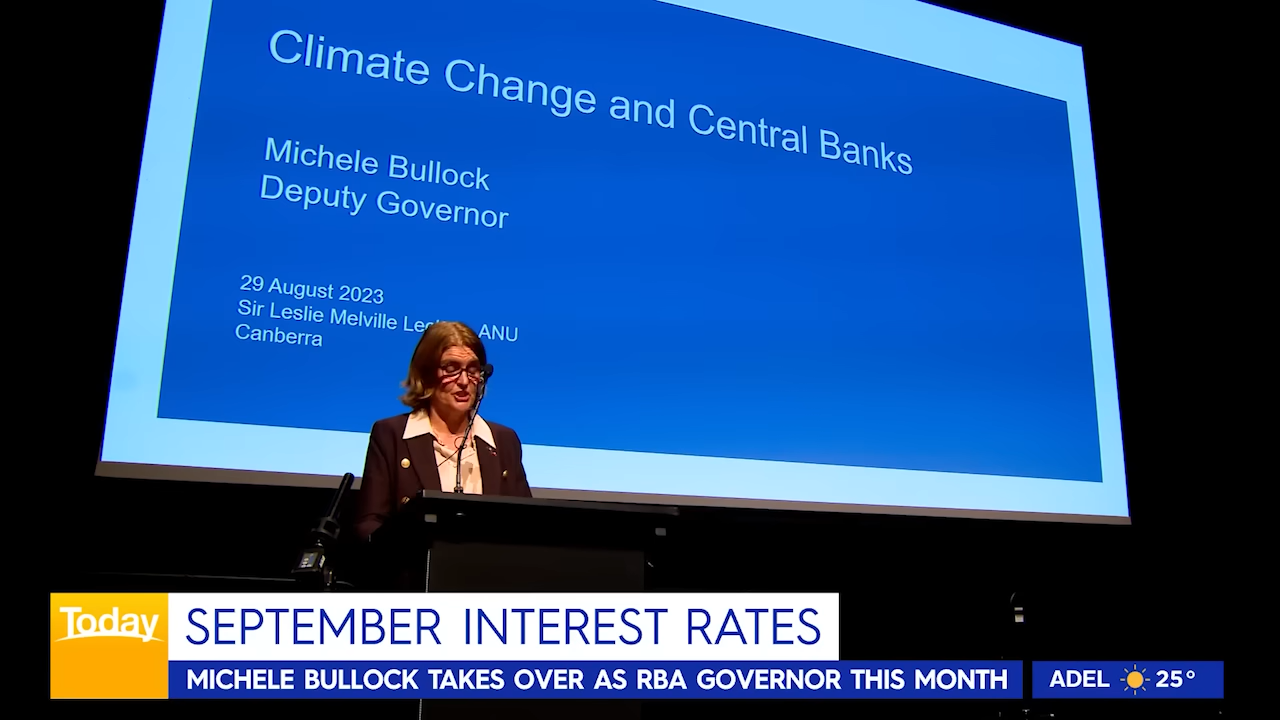 Climate Change and Central Banks
Michele Bullock
Deputy Governor
29 August 2023
Sir Leslie Melville ANU
Canberra
Today
SEPTEMBER INTEREST RATES
MICHELE BULLOCK TAKES OVER AS RBA GOVERNOR THIS MONTH
ADEL 25°